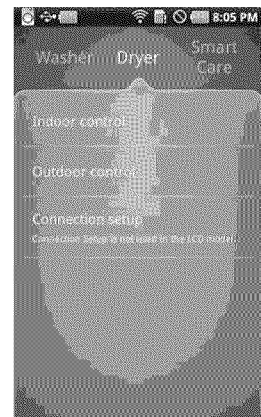 8:05 PM
Washer Dryer Smart Care
Indoor control
Outdoor control
Connection setup
Connection Setup is not used in the LCD model.